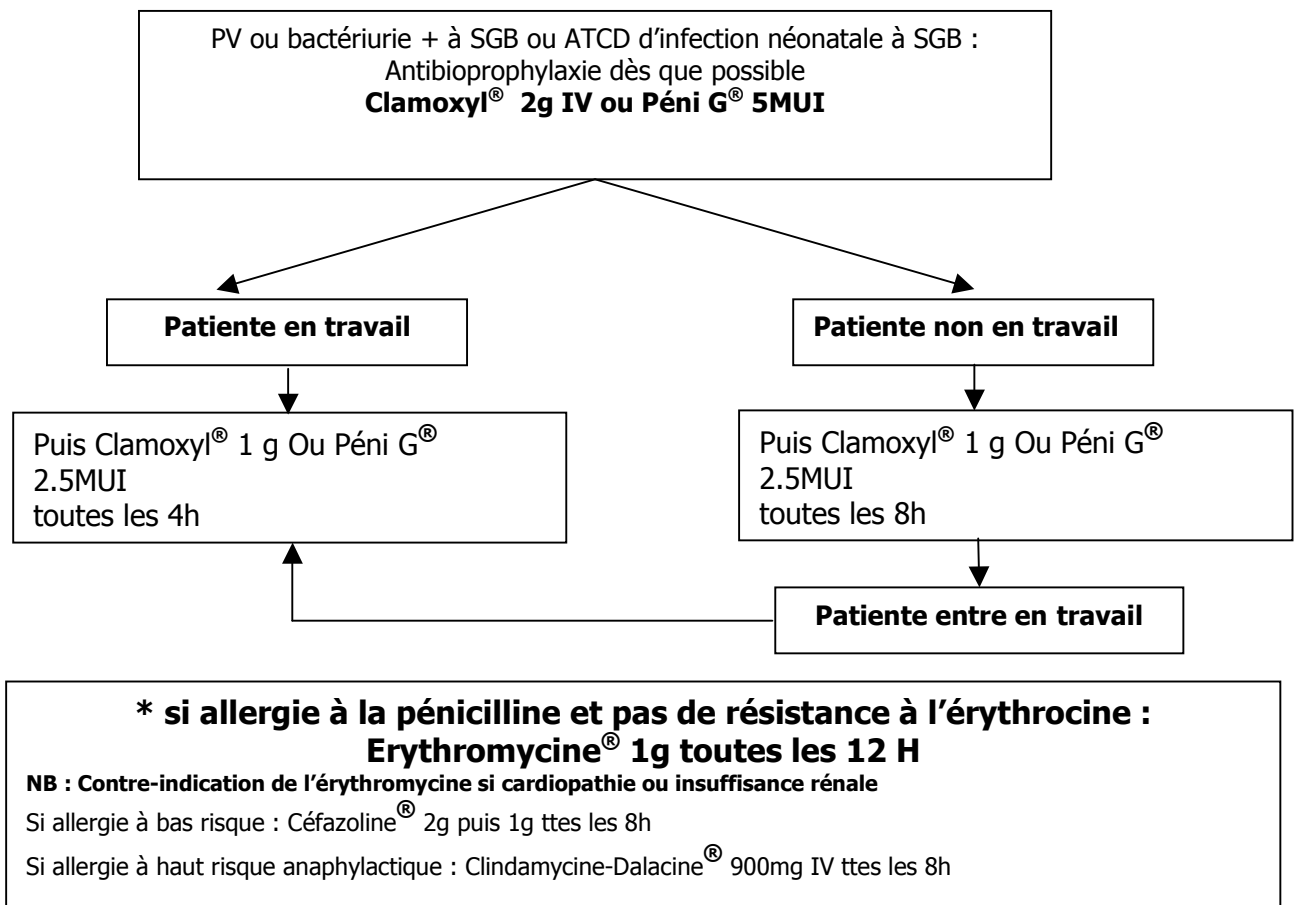 PV ou bactériurie + à SGB ou ATCD d’infection néonatale à SGB :
Antibioprophylaxie dès que possible
Clamoxyl® 2g IV ou Péni G® 5MUI
Patiente en travail
Patiente non en travail
Puis Clamoxyl® 1 g Ou Péni G®
2.5MUI
toutes les 4h
Puis Clamoxyl® 1 g Ou Péni G®
2.5MUI
toutes les 8h
Patiente entre en travail
* si allergie à la pénicilline et pas de résistance à l’érythrocine :
Erythromycine® 1g toutes les 12 H
NB : Contre-indication de l’érythromycine si cardiopathie ou insuffisance rénale
Si allergie à bas risque : Céfazoline® 2g puis 1g ttes les 8h
Si allergie à haut risque anaphylactique : Clindamycine-Dalacine® 900mg IV ttes les 8h